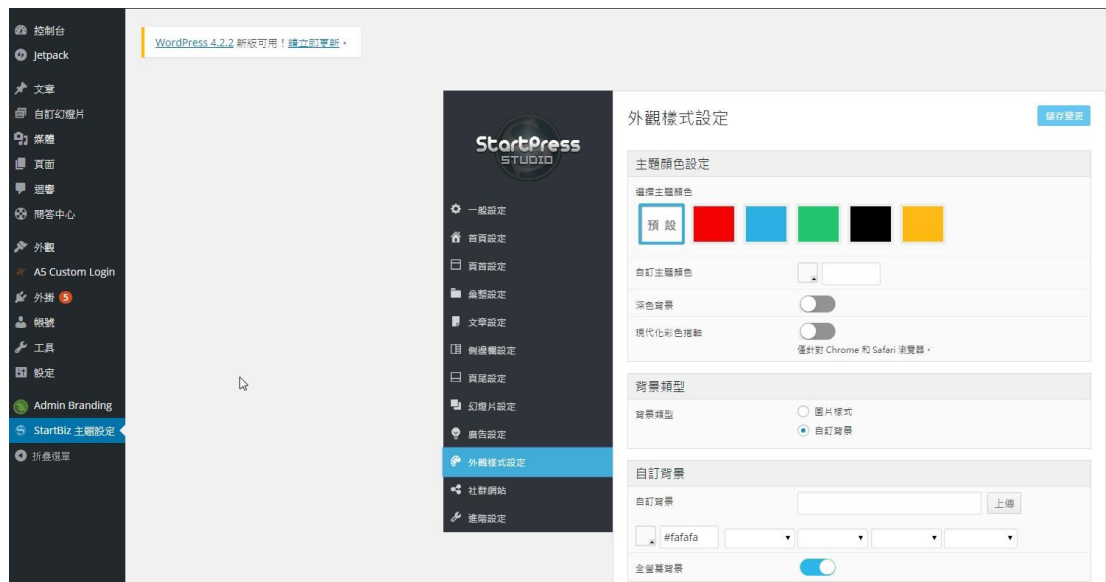 控制台
Jetpack
文章
自訂幻燈片
媒體
頁面
迴響
問答中心
外觀
A5 Custom Login
外掛 5
帳號
工具
設定
Admin Branding
StartBiz 主題設定
折疊選單
WordPress 4.2.2 新版可用！請立即更新。
StartPress
STUDIO
一般設定
首頁設定
頁首設定
彙整設定
文章設定
側邊欄設定
頁尾設定
幻燈片設定
廣告設定
外觀樣式設定
社群網站
進階設定
外觀樣式設定
儲存變更
主題顏色設定
選擇主題顏色
預設
自訂主題顏色
深色背景
現代化彩色捲軸
僅針對 Chrome 和 Safari 瀏覽器。
背景類型
背景類型
圖片樣式
自訂背景
自訂背景
自訂背景
上傳
#fafafa
全螢幕背景